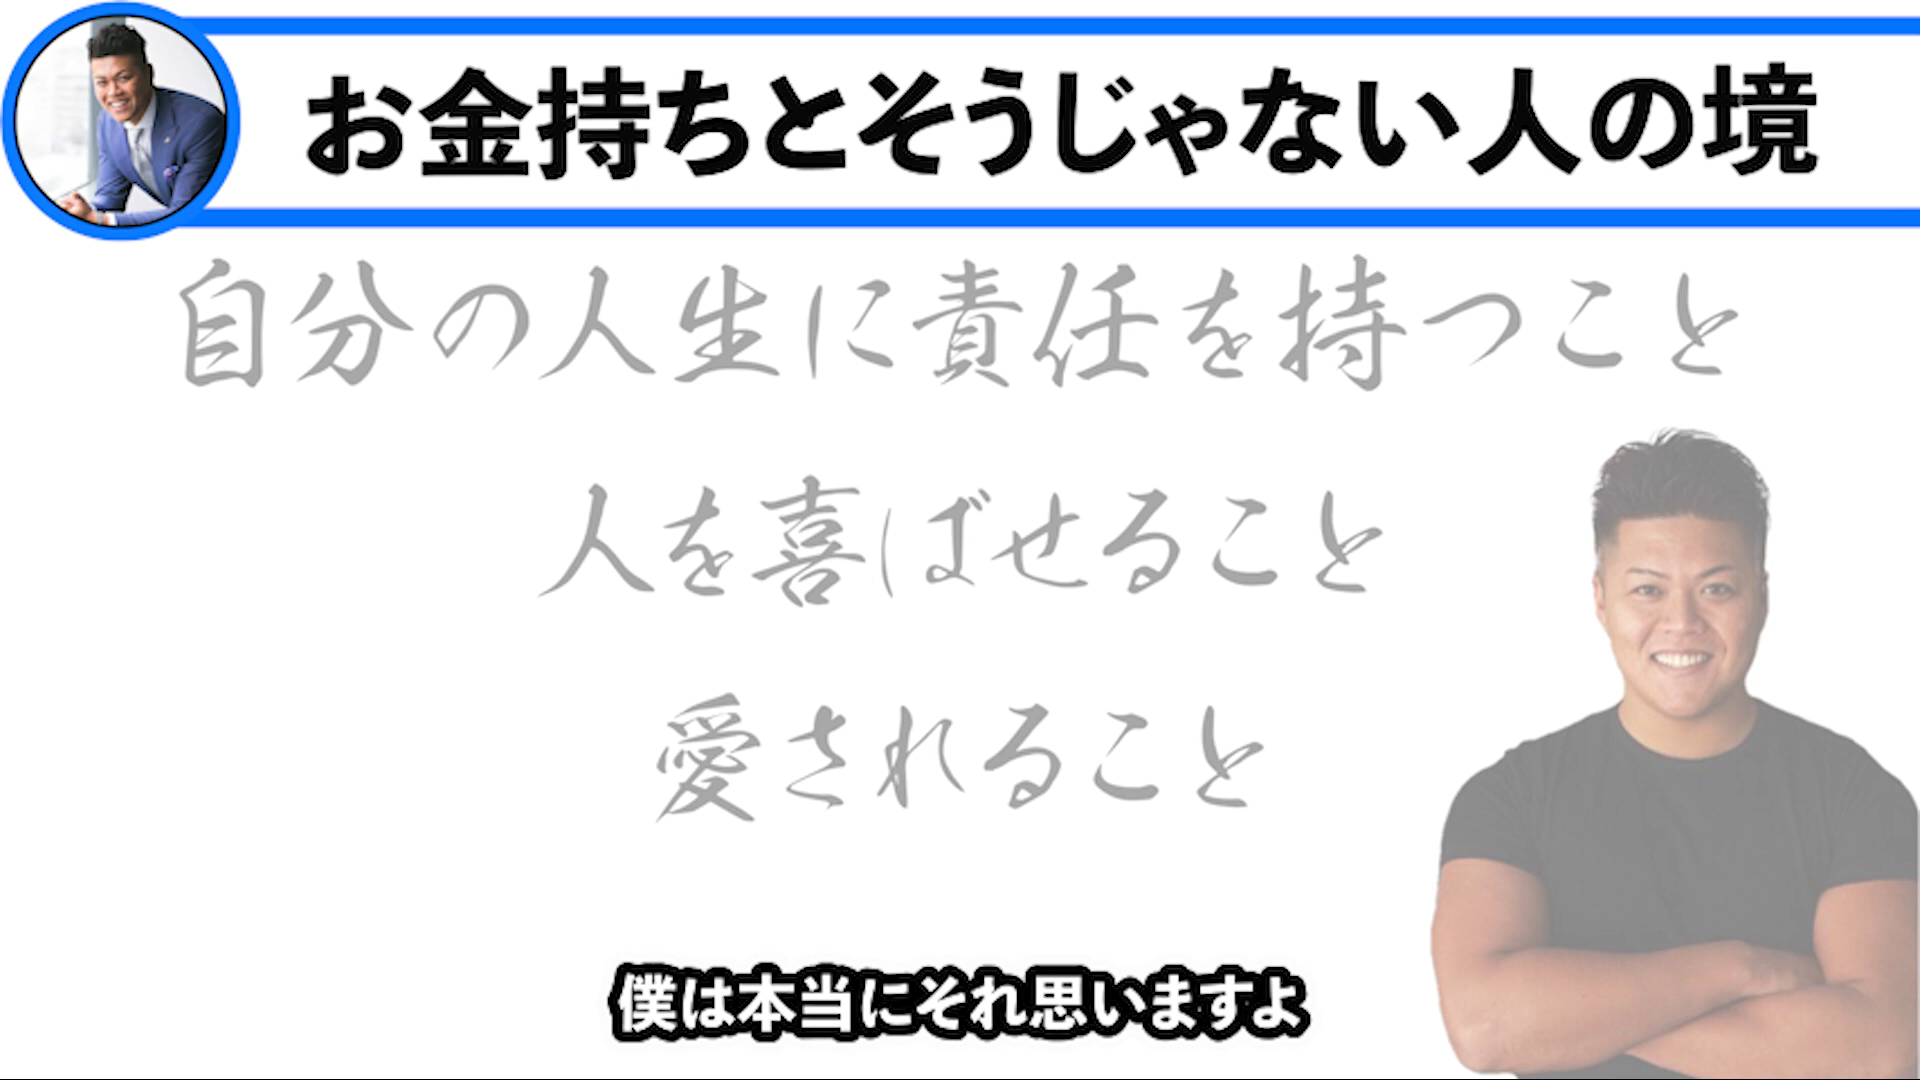 お金持ちとそうじゃない人の境
自分の人生に責任を持つこと
人を喜ばせること
愛されること
僕は本当にそれ思いますよ